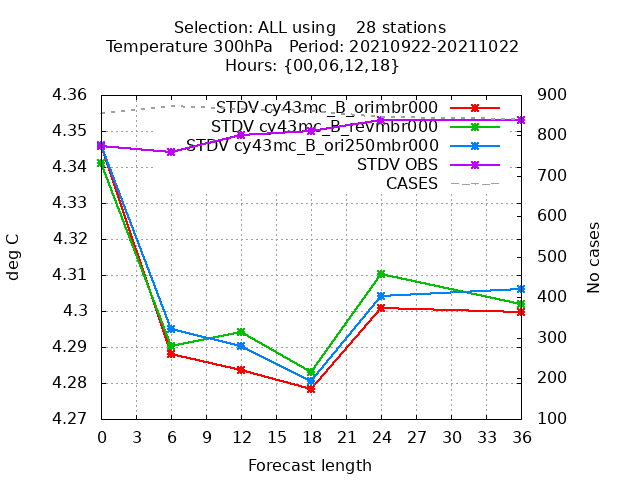 Selection: ALL using    28 stations
Temperature 300hPa   Period: 20210922-20211022
Hours: {00,06,12,18}
4.36
4.35
4.34
4.33
4.32
4.31
4.3
4.29
4.28
4.27
deg C
STDV cy43mc_B_orimbr000
STDV cy43mc_B_revmbr000
STDV cy43mc_B_ori250mbr000
STDV OBS
CASES
900
800
700
600
500
400
300
200
100
No cases
0 3 6 9 12 15 18 21 24 27 30 33 36
Forecast length